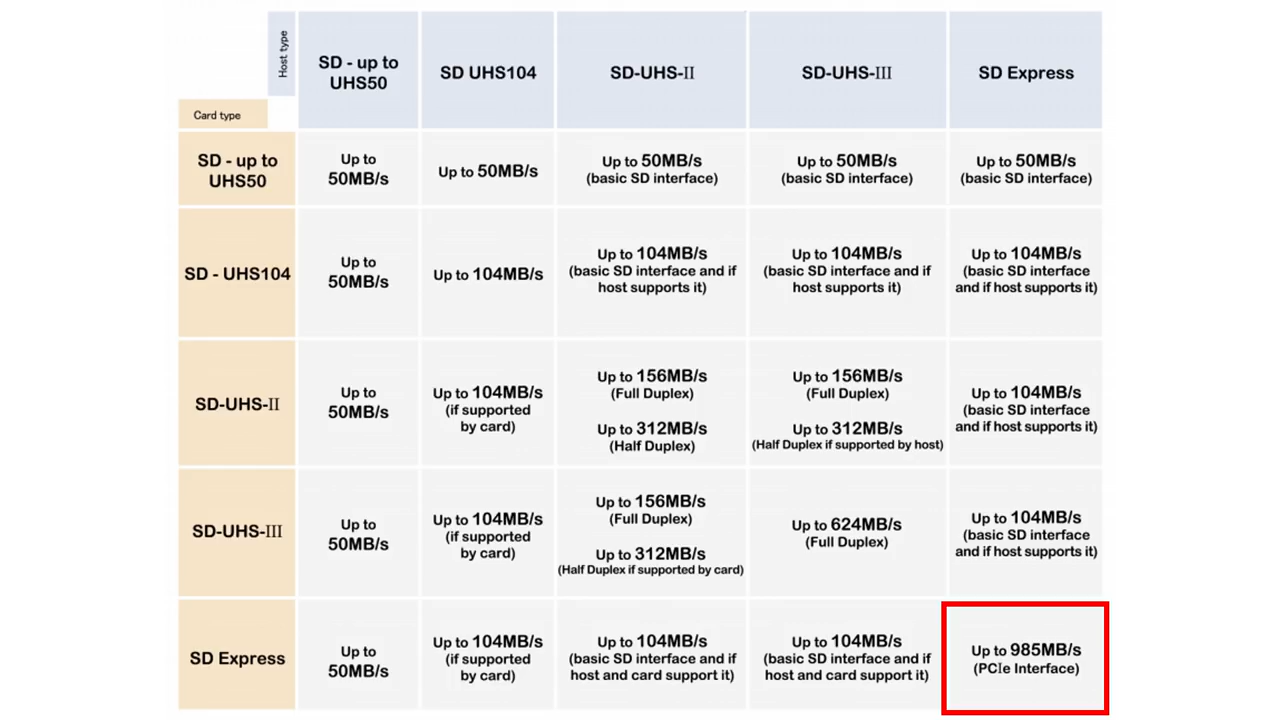 Host type
SD - up to
UHS50
SD UHS104
SD-UHS-II
SD-UHS-III
SD Express
Card type
SD - up to
UHS50
Up to
50MB/s
Up to 50MB/s
Up to 50MB/s
(basic SD interface)
Up to 50MB/s
(basic SD interface)
Up to 50MB/s
(basic SD interface)
SD - UHS104
Up to
50MB/s
Up to 104MB/s
Up to 104MB/s
(basic SD interface and if
host supports it)
Up to 104MB/s
(basic SD interface and if
host supports it)
Up to 104MB/s
(basic SD interface
and if host supports it)
SD-UHS-II
Up to
50MB/s
Up to 104MB/s
(if supported
by card)
Up to 156MB/s
(Full Duplex)
Up to 312MB/s
(Half Duplex)
Up to 156MB/s
(Full Duplex)
Up to 312MB/s
(Half Duplex if supported by host)
Up to 104MB/s
(basic SD interface
and if host supports it)
SD-UHS-III
Up to
50MB/s
Up to 104MB/s
(if supported
by card)
Up to 156MB/s
(Full Duplex)
Up to 312MB/s
(Half Duplex if supported by card)
Up to 624MB/s
(Full Duplex)
Up to 104MB/s
(basic SD interface
and if host supports it)
SD Express
Up to
50MB/s
Up to 104MB/s
(if supported
by card)
Up to 104MB/s
(basic SD interface and if
host and card support it)
Up to 104MB/s
(basic SD interface and if
host and card support it)
Up to 985MB/s
(PCIe Interface)